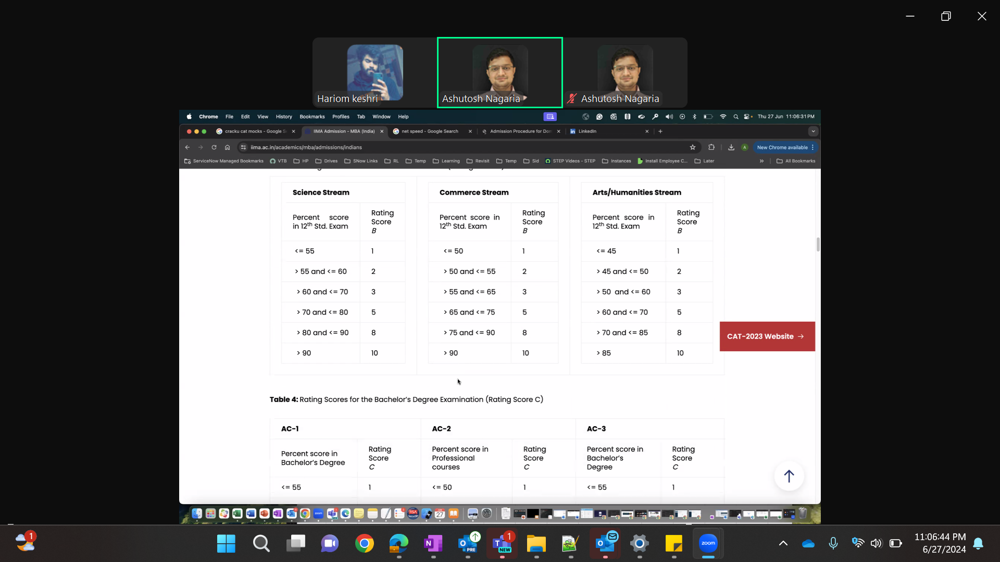 Hariom keshri
Ashutosh Nagaria
Ashutosh Nagaria
Chrome File Edit View History Bookmarks Profiles Tab Window Help
Thu 27 Jun 11:06:31 PM
cracku cat mocks - Google S
IIMA Admission - MBA (India)
net speed - Google Search
Admission Procedure for Dom
LinkedIn
iima.ac.in/academics/mba/admissions/indians
New Chrome available
ServiceNow Managed Bookmarks VTB HP Drives SNow Links RL Temp Learning Revisit Temp Sid STEP Videos - STEP Instances Install Employee C... Later » All Bookmarks
Science Stream
Percent score in 12th Std. Exam
Rating Score B
<= 55 1
> 55 and <= 60 2
> 60 and <= 70 3
> 70 and <= 80 5
> 80 and <= 90 8
> 90 10
Commerce Stream
Percent score in 12th Std. Exam
Rating Score B
<= 50 1
> 50 and <= 55 2
> 55 and <= 65 3
> 65 and <= 75 5
> 75 and <= 90 8
> 90 10
Arts/Humanities Stream
Percent score in 12th Std. Exam
Rating Score B
<= 45 1
> 45 and <= 50 2
> 50 and <= 60 3
> 60 and <= 70 5
> 70 and <= 85 8
> 85 10
CAT-2023 Website →
Table 4: Rating Scores for the Bachelor's Degree Examination (Rating Score C)
AC-1
Percent score in Bachelor's Degree
Rating Score C
<= 55 1
AC-2
Percent score in Professional courses
Rating Score C
<= 50 1
AC-3
Percent score in Bachelor's Degree
Rating Score C
<= 55 1
zoom
27
1
PRE
1
NEW
zoom
11:06:44 PM
6/27/2024